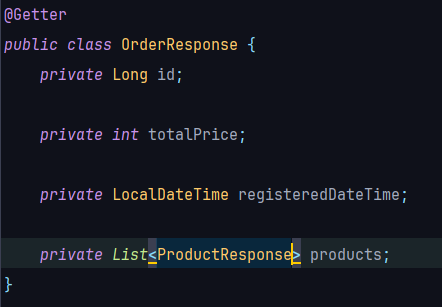 @Getter
public class OrderResponse {
    private Long id;
    private int totalPrice;
    private LocalDateTime registeredDateTime;
    private List<ProductResponse> products;
}